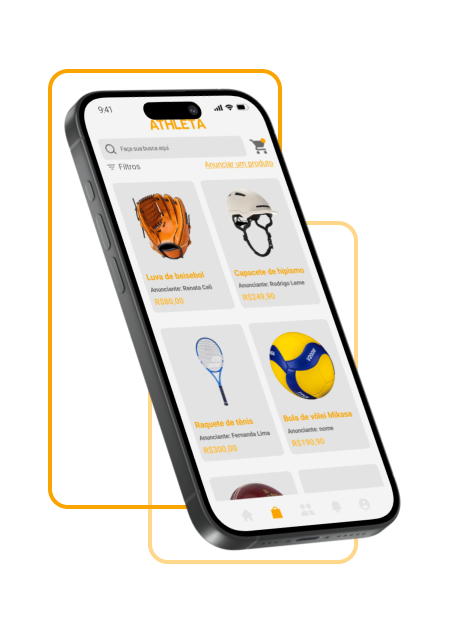 9:41
ATHLETA
Faça sua busca aqui
Filtros
Anunciar um produto
Luva de beisebol
Anunciante: Renata Celi
R$80,00
Capacete de hipismo
Anunciante: Rodrigo Leme
R$249,90
Raquete de tênis
Anunciante: Fernanda Lima
R$300,00
Bola de vôlei Mikasa
Anunciante: nome
R$190,90